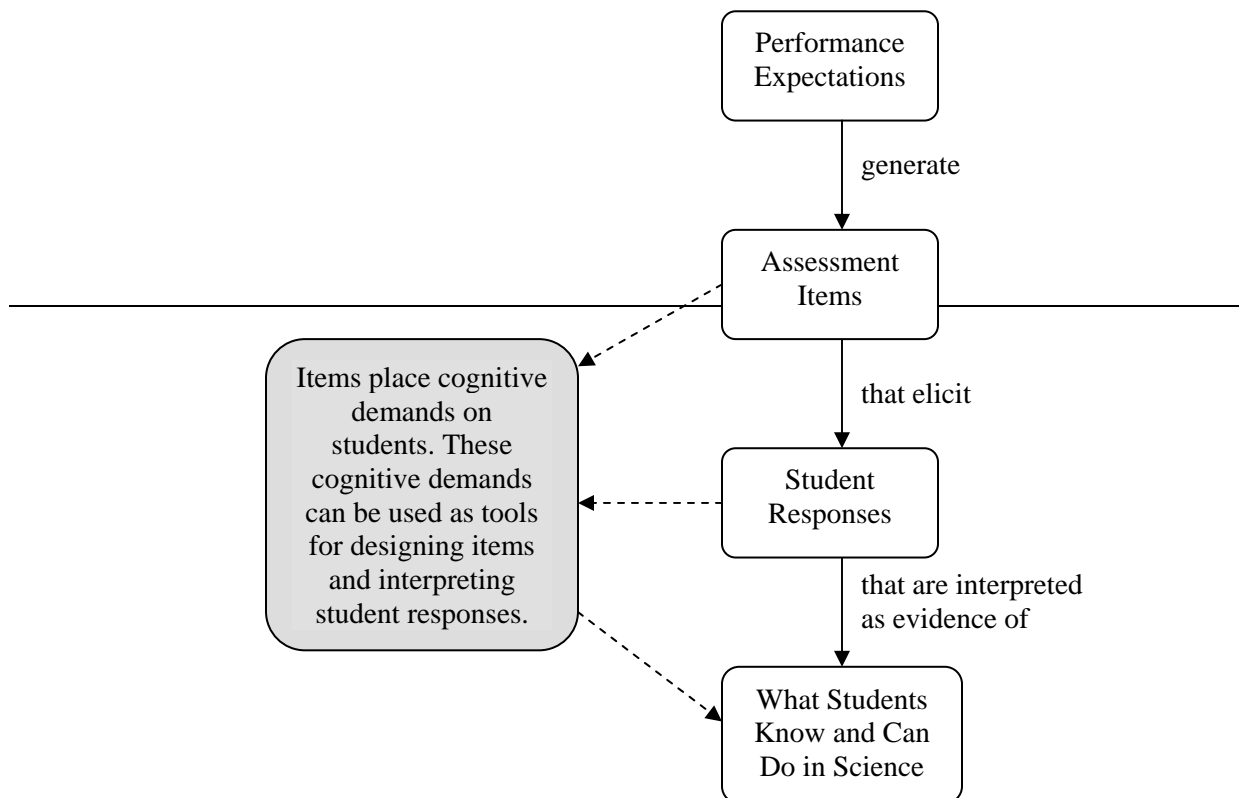 Performance
Expectations
generate
Assessment
Items
that elicit
Items place cognitive
demands on
students. These
cognitive demands
can be used as tools
for designing items
and interpreting
student responses.
Student
Responses
that are interpreted
as evidence of
What Students
Know and Can
Do in Science